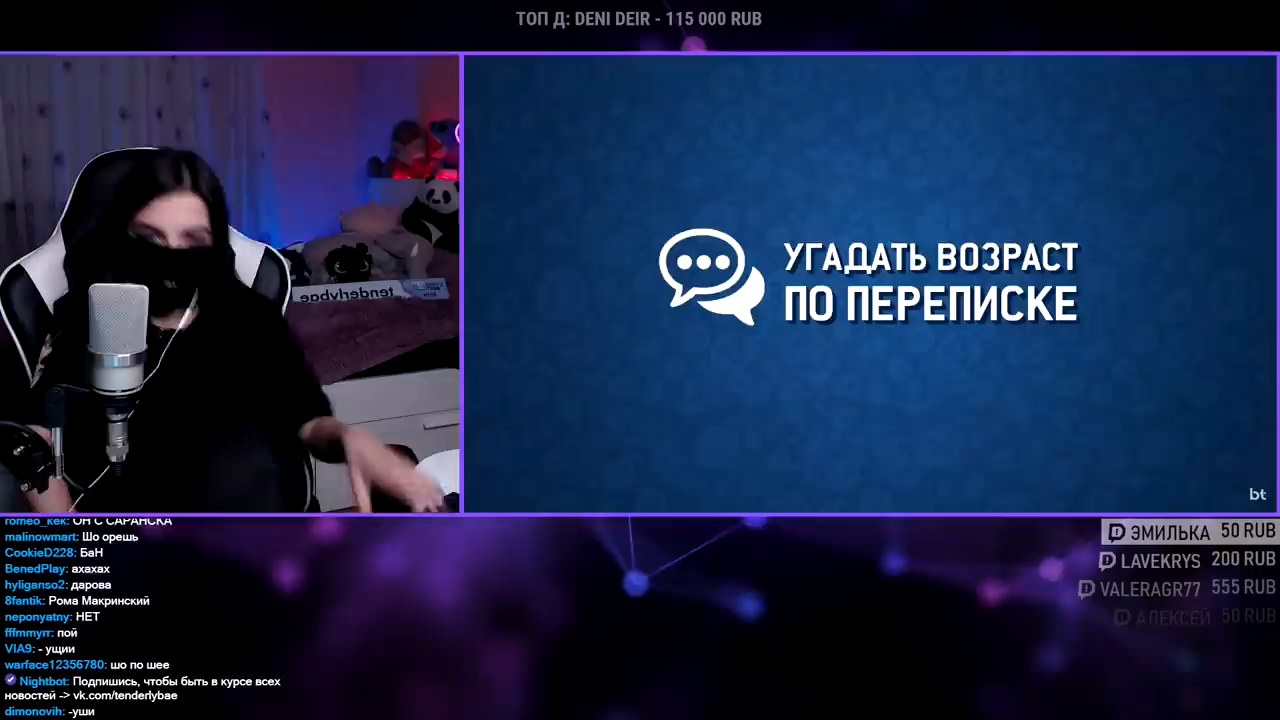 ТОП Д: DENI DEIR - 115 000 RUB
tenderlybae
УГАДАТЬ ВОЗРАСТ
ПО ПЕРЕПИСКЕ
bt
romeo_кек: ОН С САРАНСКА
malinowmart: Шо орешь
CookieD228: БаН
BenedPlay: ахахах
hyliganso2: дарова
8fantik: Рома Макринский
neponyatny: НЕТ
fffmmyrr: пой
VIA9: - ущии
warface12356780: шо по шее
Nightbot: Подпишись, чтобы быть в курсе всех
новостей -> vk.com/tenderlybae
dimonovih: -уши
ЭМИЛЬКА 50 RUB
LAVEKRYS 200 RUB
VALERAGR77 555 RUB
АЛЕКСЕЙ 50 RUB